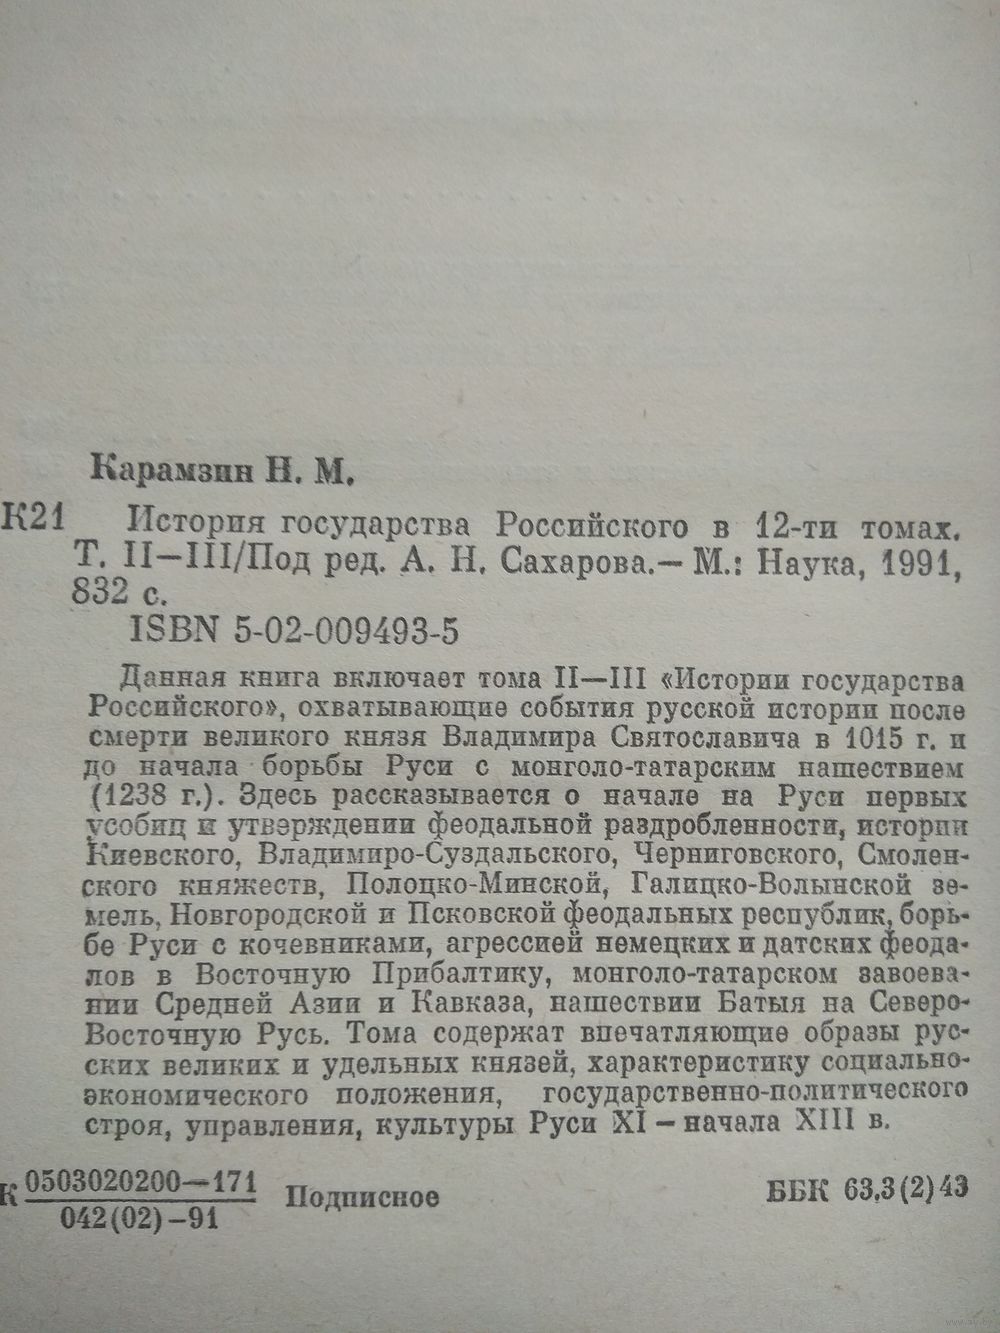 Карамзин Н. М.
К21 История государства Российского в 12-ти томах.
Т. II—III/Под ред. А. Н. Сахарова.— М.: Наука, 1991,
832 с.
ISBN 5-02-009493-5
Данная книга включает тома II—III «Истории государства
Российского», охватывающие события русской истории после
смерти великого князя Владимира Святославича в 1015 г. и
до начала борьбы Руси с монголо-татарским нашествием
(1238 г.). Здесь рассказывается о начале на Руси первых
усобиц и утверждении феодальной раздробленности, истории
Киевского, Владимиро-Суздальского, Черниговского, Смолен-
ского княжеств, Полоцко-Минской, Галицко-Волынской зе-
мель, Новгородской и Псковской феодальных республик, борь-
бе Руси с кочевниками, агрессией немецких и датских феода-
лов в Восточную Прибалтику, монголо-татарском завоева-
нии Средней Азии и Кавказа, нашествии Батыя на Северо-
Восточную Русь. Тома содержат впечатляющие образы рус-
ских великих и удельных князей, характеристику социально-
экономического положения, государственно-политического
строя, управления, культуры Руси XI — начала XIII в.
К 0503020200—171
042(02)—91
Подписное
ББК 63,3(2)43
www.ay.by